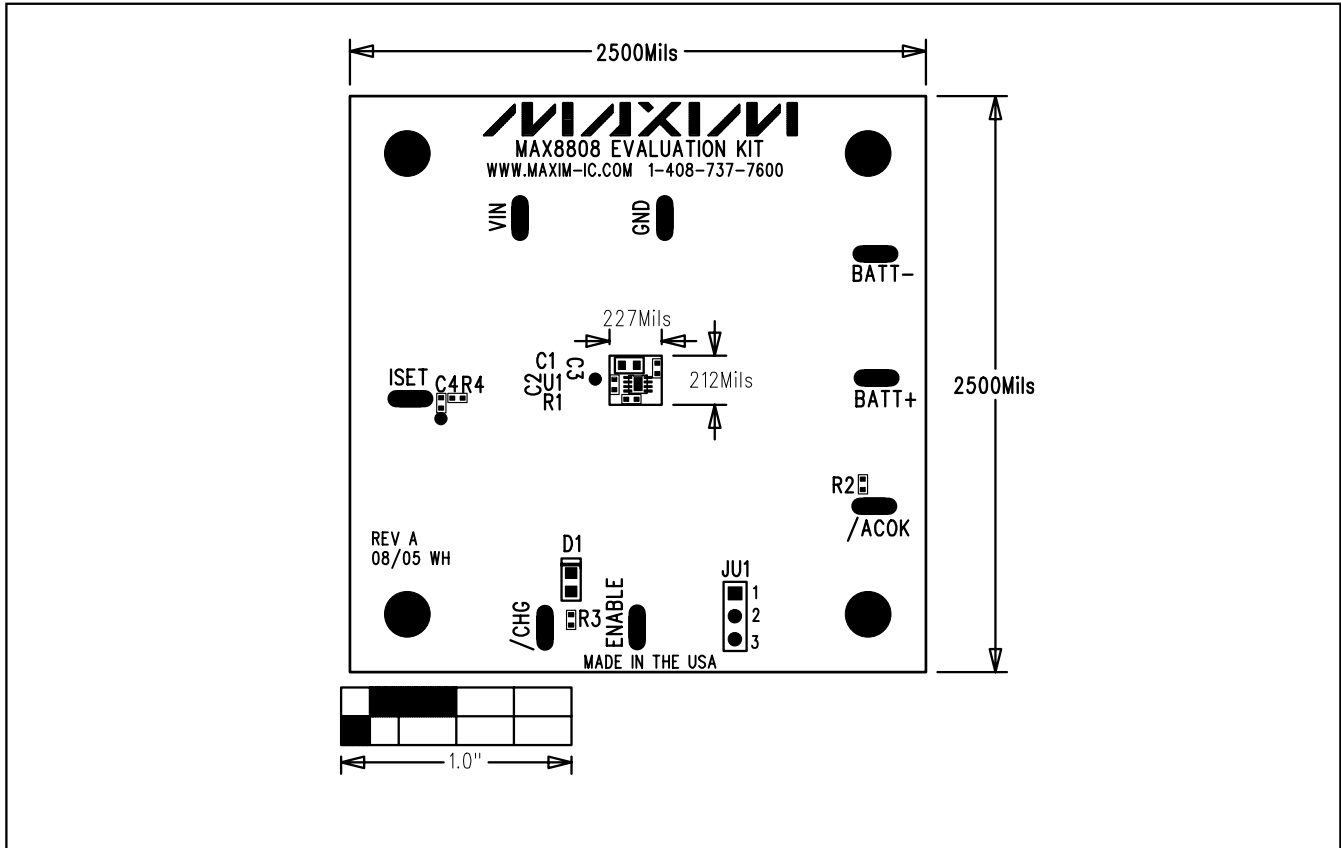 2500Mils
MAXIM
MAX8808 EVALUATION KIT
WWW.MAXIM-IC.COM 1-408-737-7600
VIN
GND
BATT-
227Mils
C1
C3
C2
U1
R1
212Mils
ISET
C4R4
BATT+
2500Mils
R2
/ACOK
REV A
08/05 WH
D1
JU1
1
2
3
/CHG
R3
ENABLE
MADE IN THE USA
1.0"